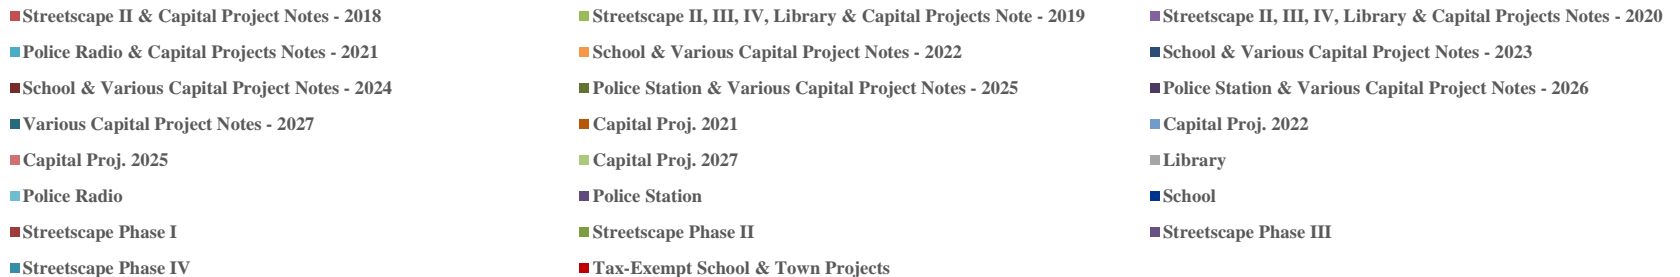 Streetscape II & Capital Project Notes - 2018
Streetscape II, III, IV, Library & Capital Projects Note - 2019
Streetscape II, III, IV, Library & Capital Projects Notes - 2020
Police Radio & Capital Projects Notes - 2021
School & Various Capital Project Notes - 2022
School & Various Capital Project Notes - 2023
School & Various Capital Project Notes - 2024
Police Station & Various Capital Project Notes - 2025
Police Station & Various Capital Project Notes - 2026
Various Capital Project Notes - 2027
Capital Proj. 2021
Capital Proj. 2022
Capital Proj. 2025
Capital Proj. 2027
Library
Police Radio
Police Station
School
Streetscape Phase I
Streetscape Phase II
Streetscape Phase III
Streetscape Phase IV
Tax-Exempt School & Town Projects